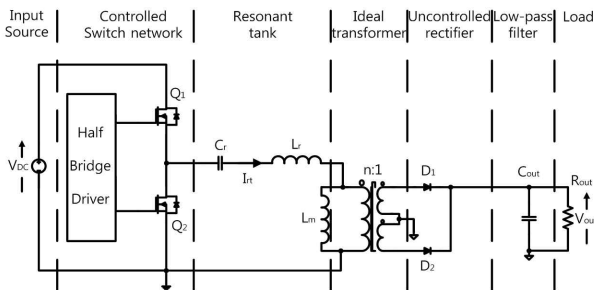 Input Source
Controlled Switch network
Resonant tank
Ideal transformer
Uncontrolled rectifier
Low-pass filter
Load
Q1
Half
Bridge
Driver
VDC
Q2
Cr
Irt
Lr
Lm
n:1
D1
D2
Cout
Rout
Vou